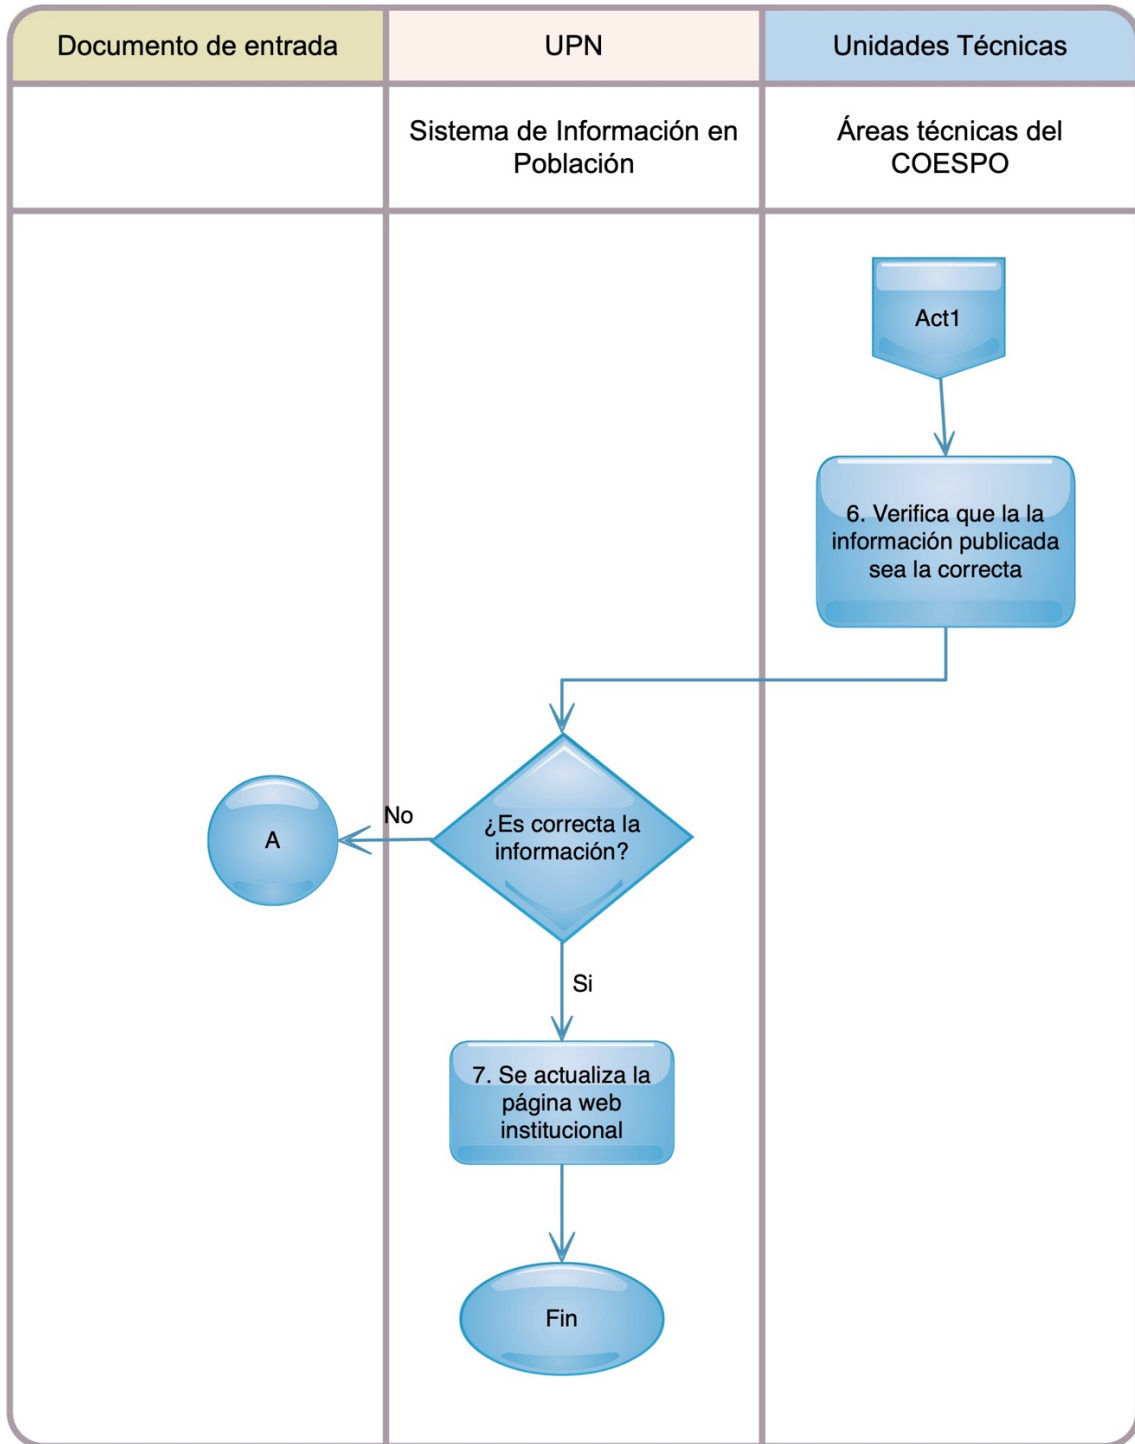 Documento de entrada
UPN
Unidades Técnicas
Sistema de Información en
Población
Áreas técnicas del
COESPO
Act1
6. Verifica que la la
información publicada
sea la correcta
¿Es correcta la
información?
No
A
Si
7. Se actualiza la
página web
institucional
Fin